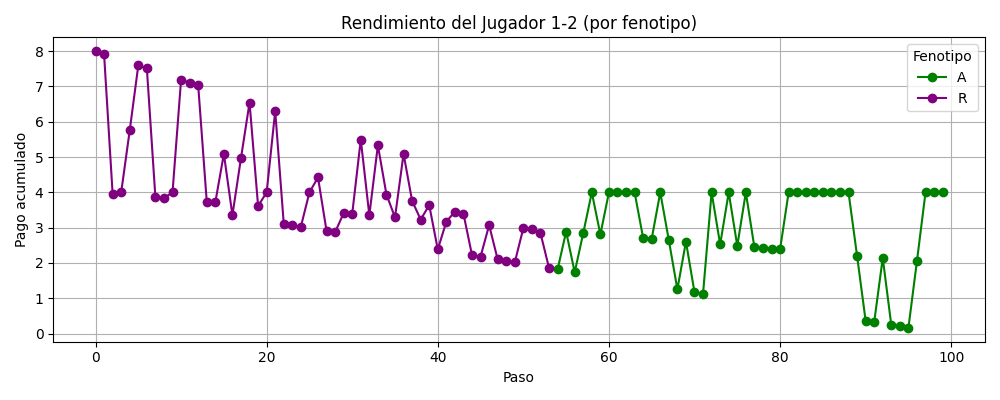 Rendimiento del Jugador 1-2 (por fenotipo)
Pago acumulado
8
7
6
5
4
3
2
1
0
0 20 40 60 80 100
Paso
Fenotipo
A
R